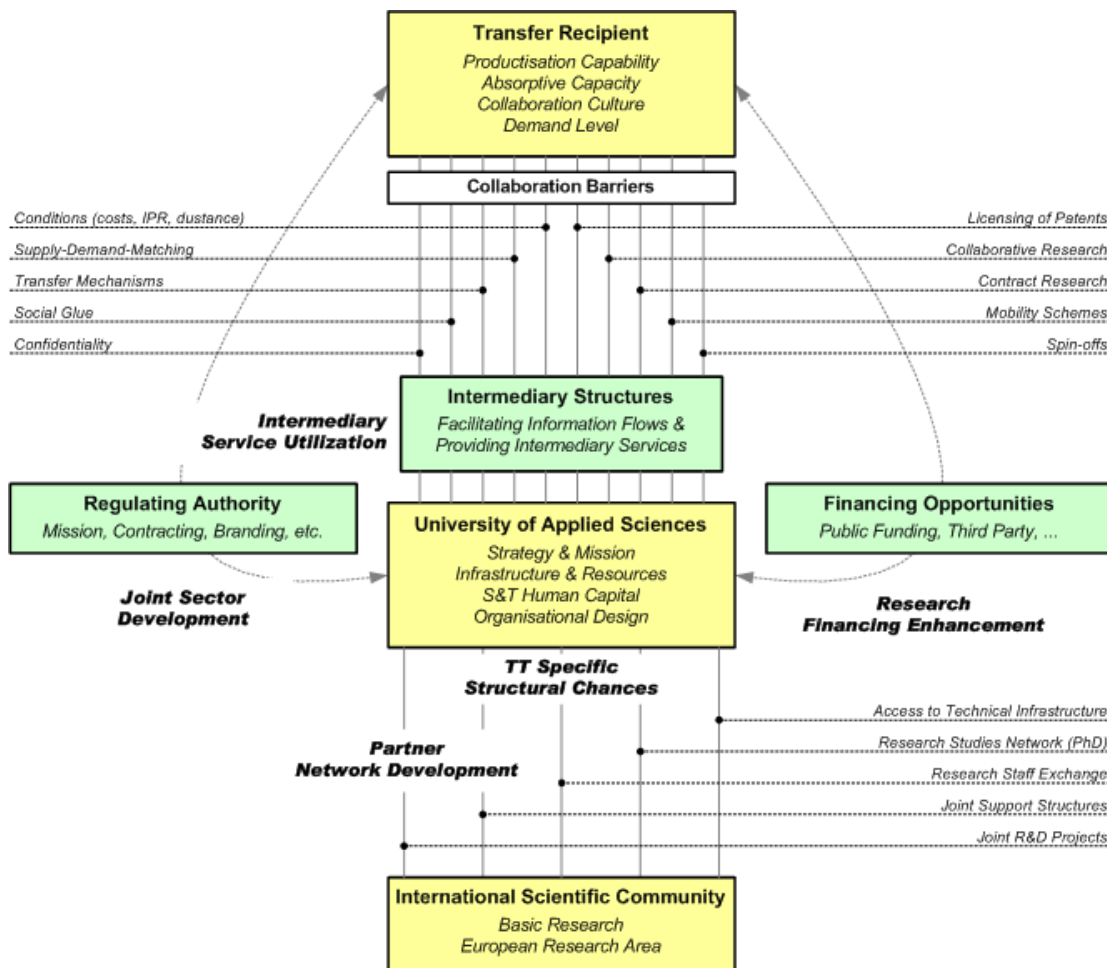 Transfer Recipient
Productisation Capability
Absorptive Capacity
Collaboration Culture
Demand Level
Collaboration Barriers
Conditions (costs, IPR, dustance)
Licensing of Patents
Supply-Demand-Matching
Collaborative Research
Transfer Mechanisms
Contract Research
Social Glue
Mobility Schemes
Confidentiality
Spin-offs
Intermediary Structures
Facilitating Information Flows &
Providing Intermediary Services
Intermediary
Service Utilization
Regulating Authority
Mission, Contracting, Branding, etc.
University of Applied Sciences
Strategy & Mission
Infrastructure & Resources
S&T Human Capital
Organisational Design
Financing Opportunities
Public Funding, Third Party, ...
Joint Sector
Development
Research
Financing Enhancement
TT Specific
Structural Chances
Partner
Network Development
Access to Technical Infrastructure
Research Studies Network (PhD)
Research Staff Exchange
Joint Support Structures
Joint R&D Projects
International Scientific Community
Basic Research
European Research Area